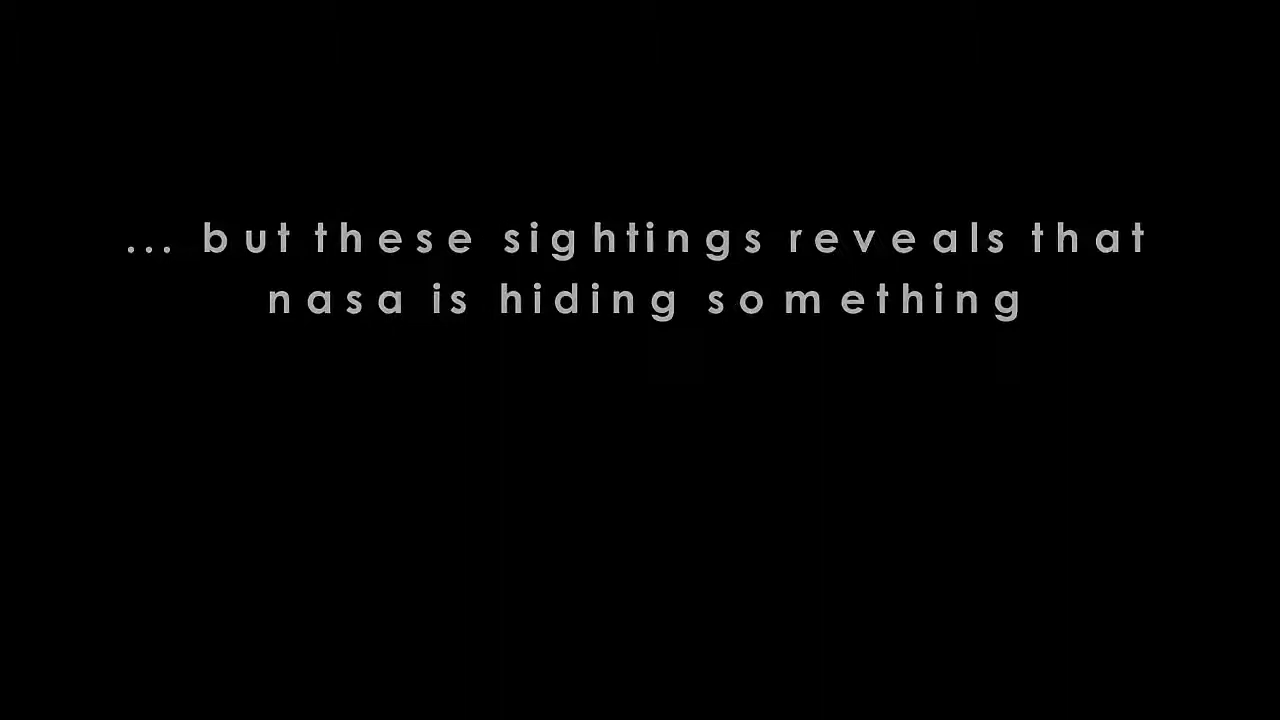 ... but these sightings reveals that
nasa is hiding something